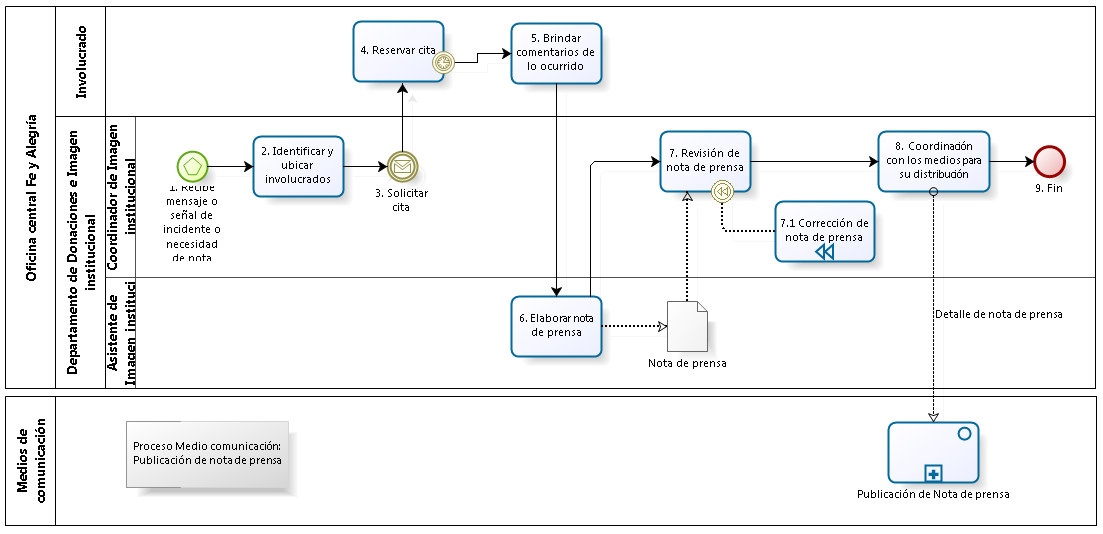 Oficina central Fe y Alegría
Involucrado
4. Reservar cita
5. Brindar
comentarios de
lo ocurrido
Departamento de Donaciones e Imagen
institucional
Coordinador de Imagen
institucional
1. Recibe
mensaje o
señal de
incidente o
necesidad
de nota
2. Identificar y
ubicar
involucrados
3. Solicitar
cita
7. Revisión de
nota de prensa
7.1 Corrección de
nota de prensa
8. Coordinación
con los medios para
su distribución
9. Fin
Asistente de
Imagen instituci
6. Elaborar nota
de prensa
Nota de prensa
Detalle de nota de prensa
Medios de
comunicación
Proceso Medio comunicación:
Publicación de nota de prensa
Publicación de Nota de prensa